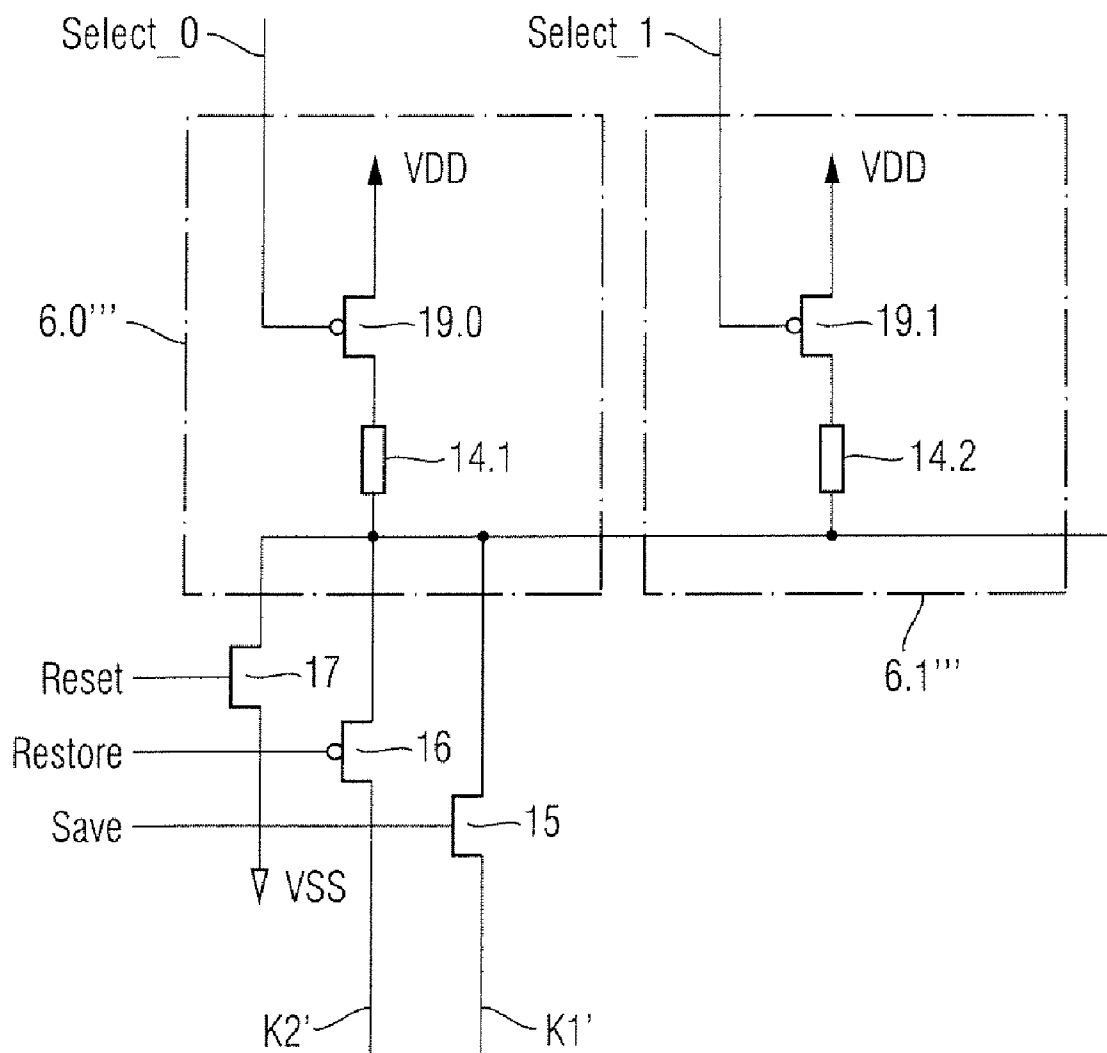 Select_0
Select_1
VDD
VDD
6.0'''
19.0
19.1
14.1
14.2
Reset
17
6.1'''
Restore
16
Save
15
VSS
K2'
K1'